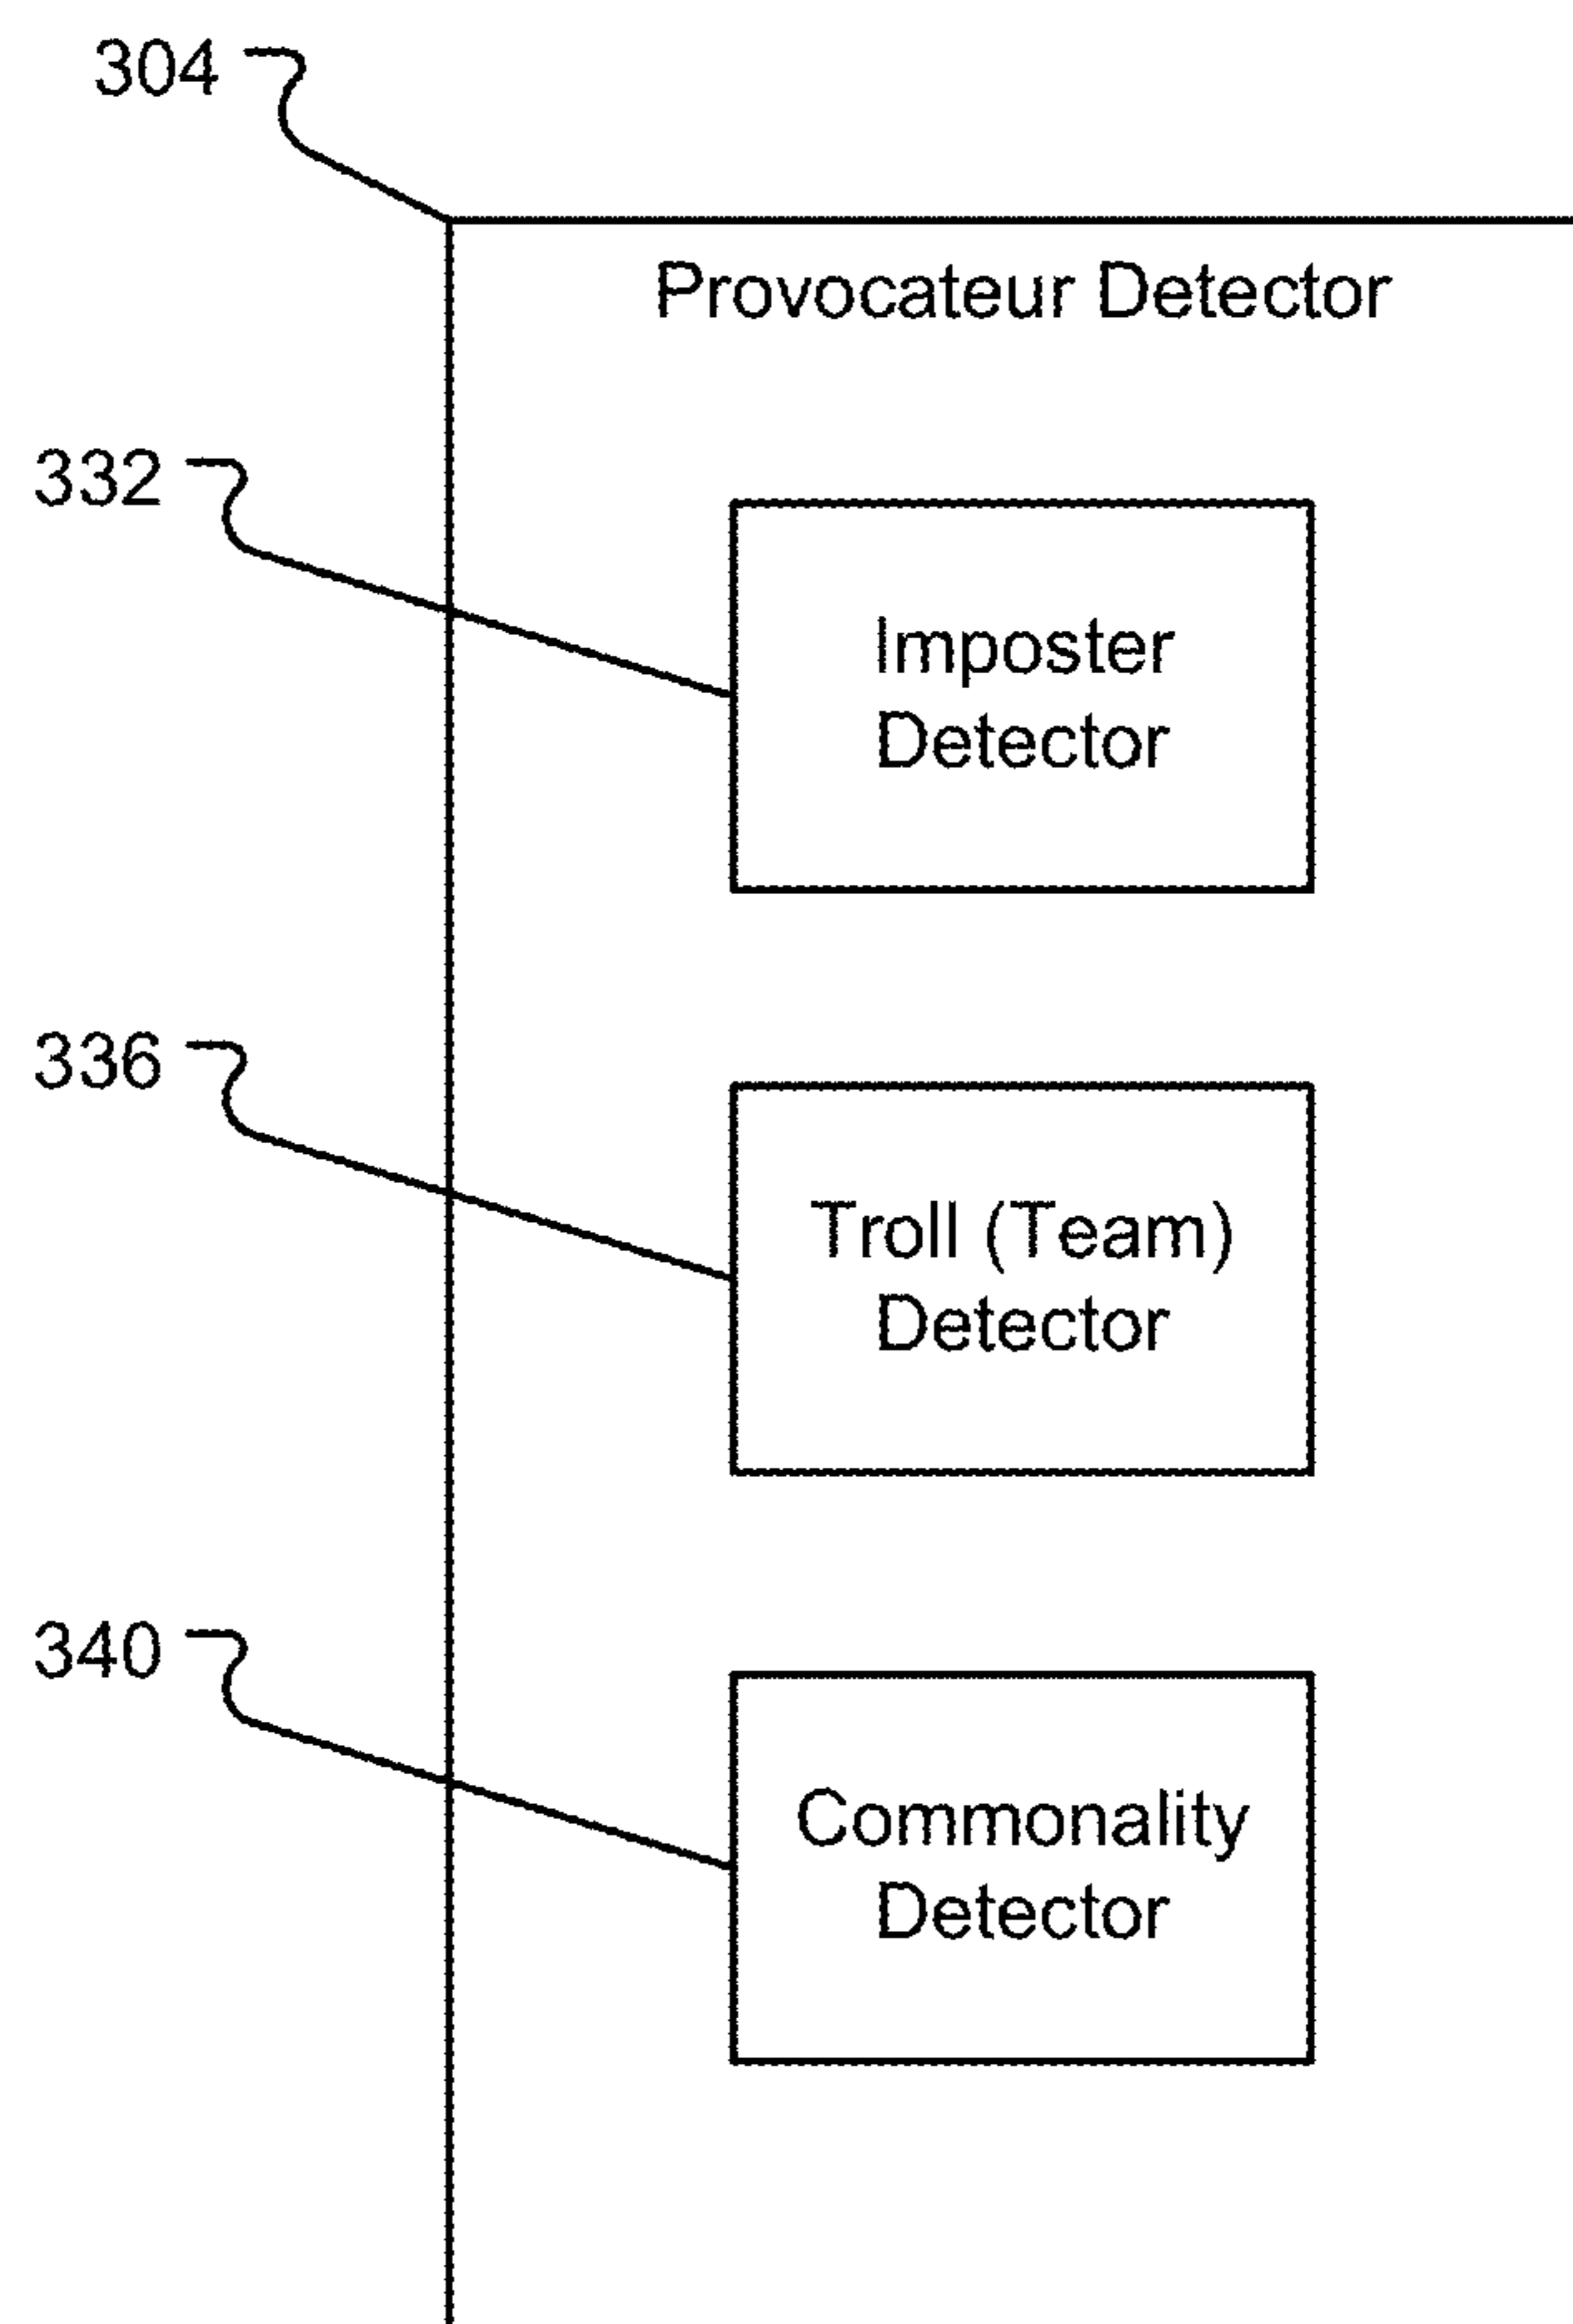 304
Provocateur Detector
332
Imposter
Detector
336
Troll (Team)
Detector
340
Commonality
Detector